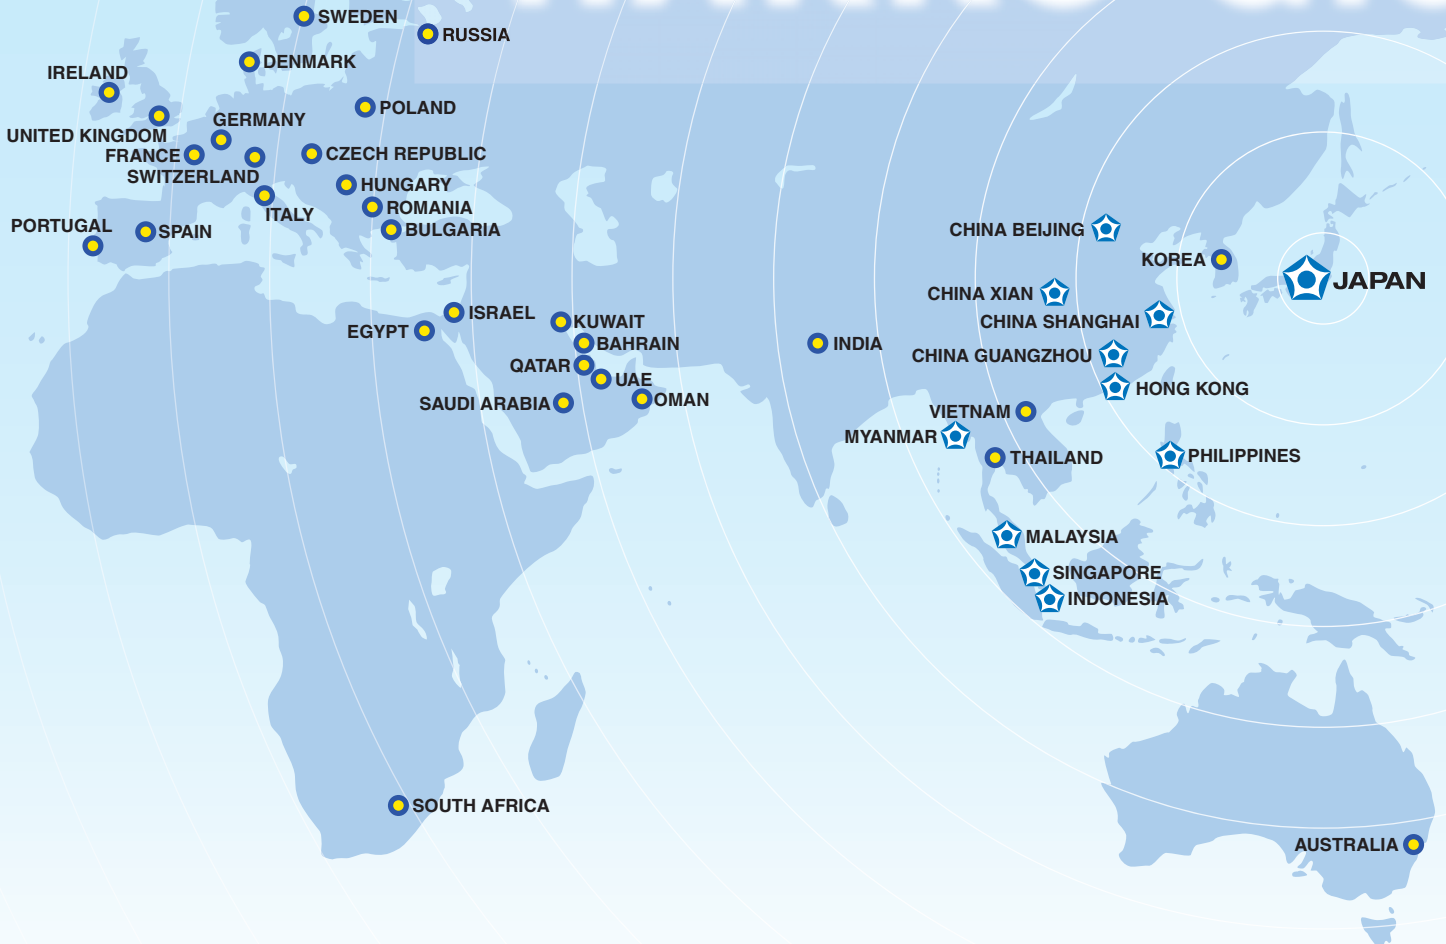 SWEDEN
RUSSIA
DENMARK
IRELAND
POLAND
GERMANY
UNITED KINGDOM
FRANCE
CZECH REPUBLIC
SWITZERLAND
HUNGARY
ROMANIA
ITALY
PORTUGAL
SPAIN
BULGARIA
CHINA BEIJING
KOREA
JAPAN
CHINA XIAN
ISRAEL
KUWAIT
CHINA SHANGHAI
EGYPT
BAHRAIN
INDIA
CHINA GUANGZHOU
QATAR
UAE
HONG KONG
SAUDI ARABIA
OMAN
VIETNAM
MYANMAR
THAILAND
PHILIPPINES
MALAYSIA
SINGAPORE
INDONESIA
SOUTH AFRICA
AUSTRALIA